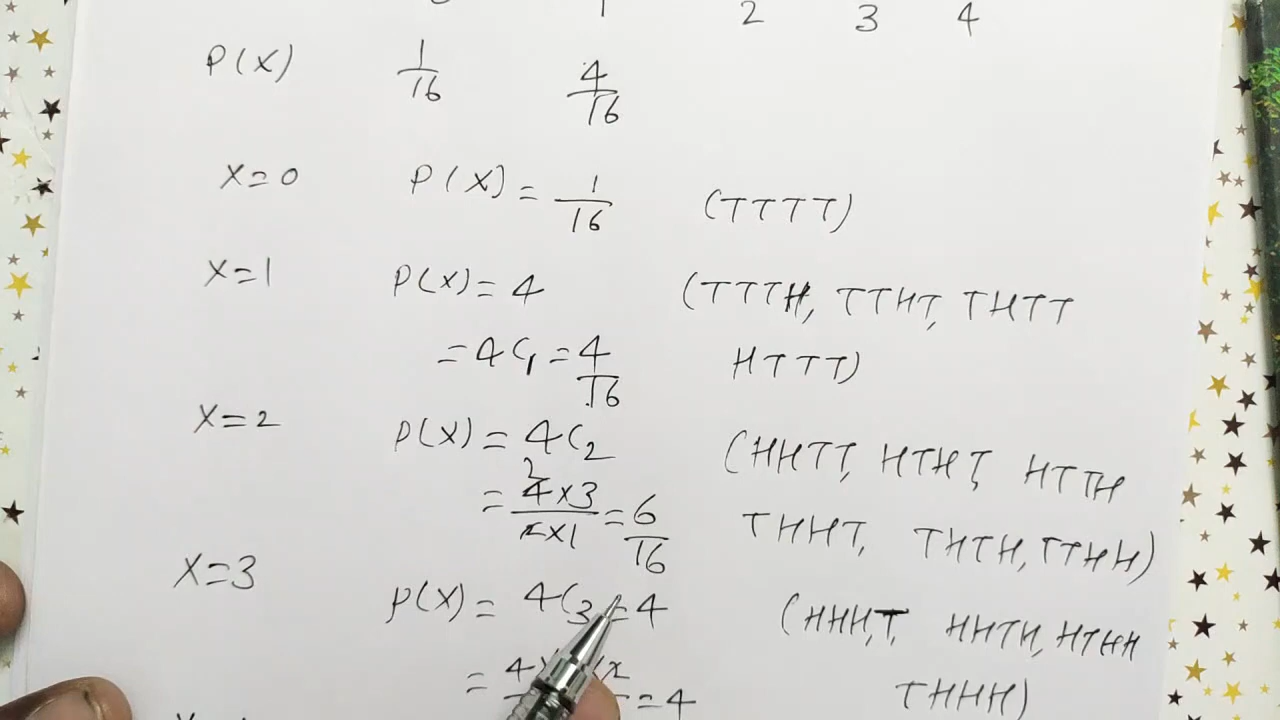 1 2 3 4
P(X) 1/16 4/16
X=0 P(X) = 1/16 (TTTT)
X=1 P(X) = 4 (TTTH, TTHT, THTT
= 4C1 = 4/16 HTTT)
X=2 P(X) = 4C2 (HHTT, HTHT, HTTH
= 4x3/2x1 = 6/16 THHT, THTH, TTHH)
X=3 P(X) = 4C3 = 4 (HHHT, HHTH, HTHH
= 4 = 4 THHH)